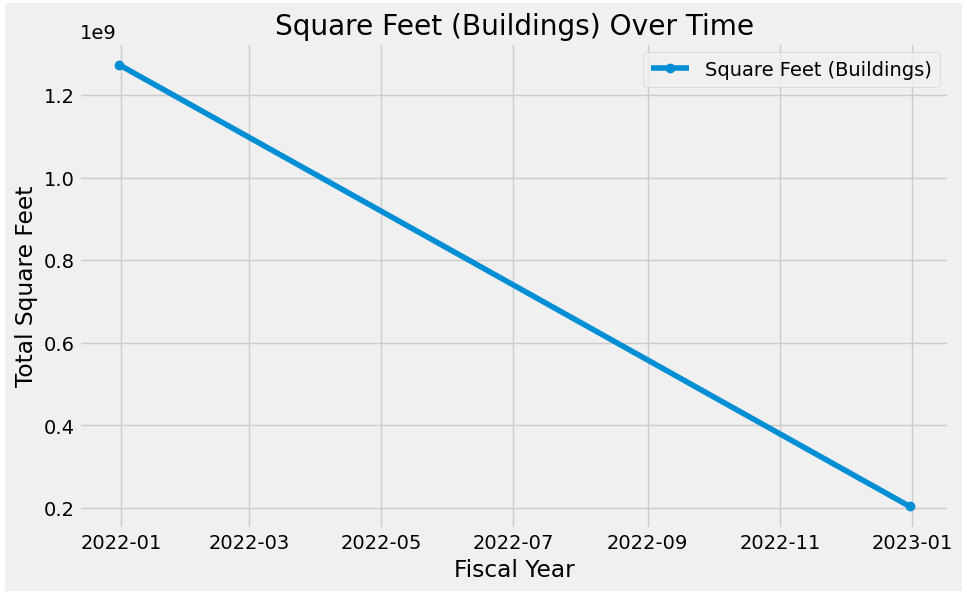 Square Feet (Buildings) Over Time
1e9
Square Feet (Buildings)
1.2
1.0
0.8
0.6
0.4
0.2
Total Square Feet
2022-01 2022-03 2022-05 2022-07 2022-09 2022-11 2023-01
Fiscal Year